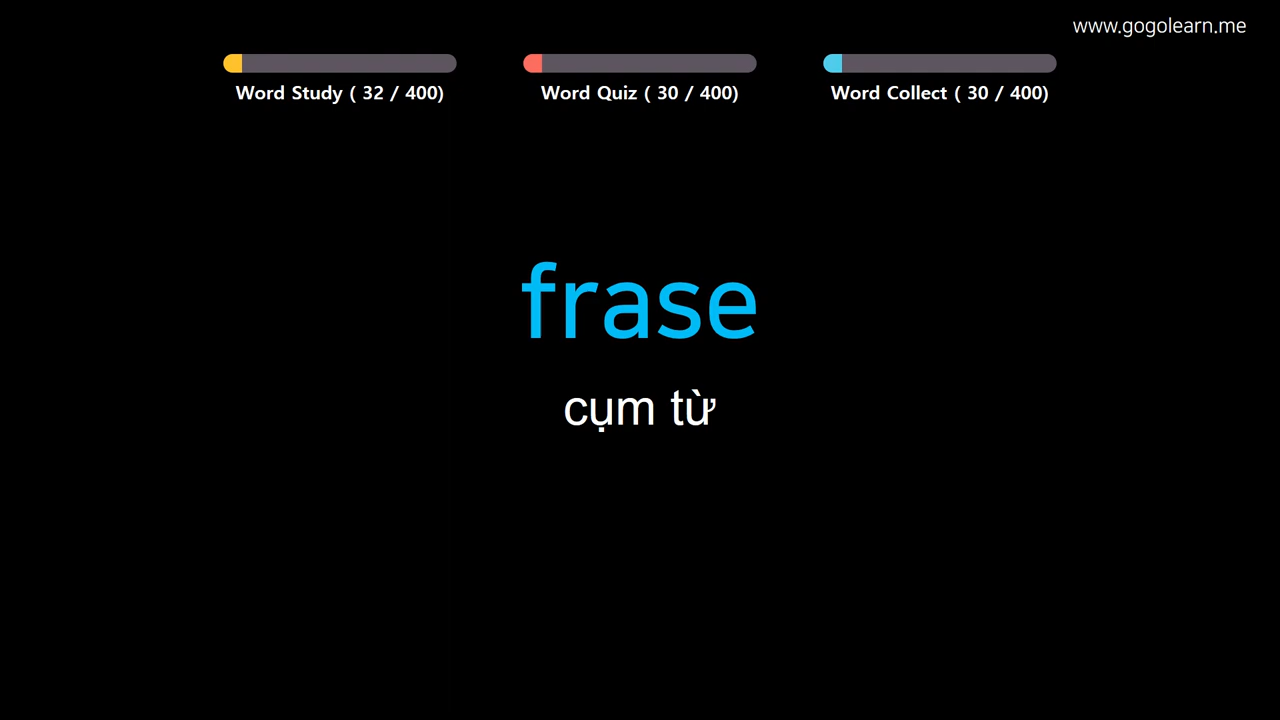 www.gogolearn.me
Word Study ( 32 / 400)
Word Quiz ( 30 / 400)
Word Collect ( 30 / 400)
frase
cụm từ